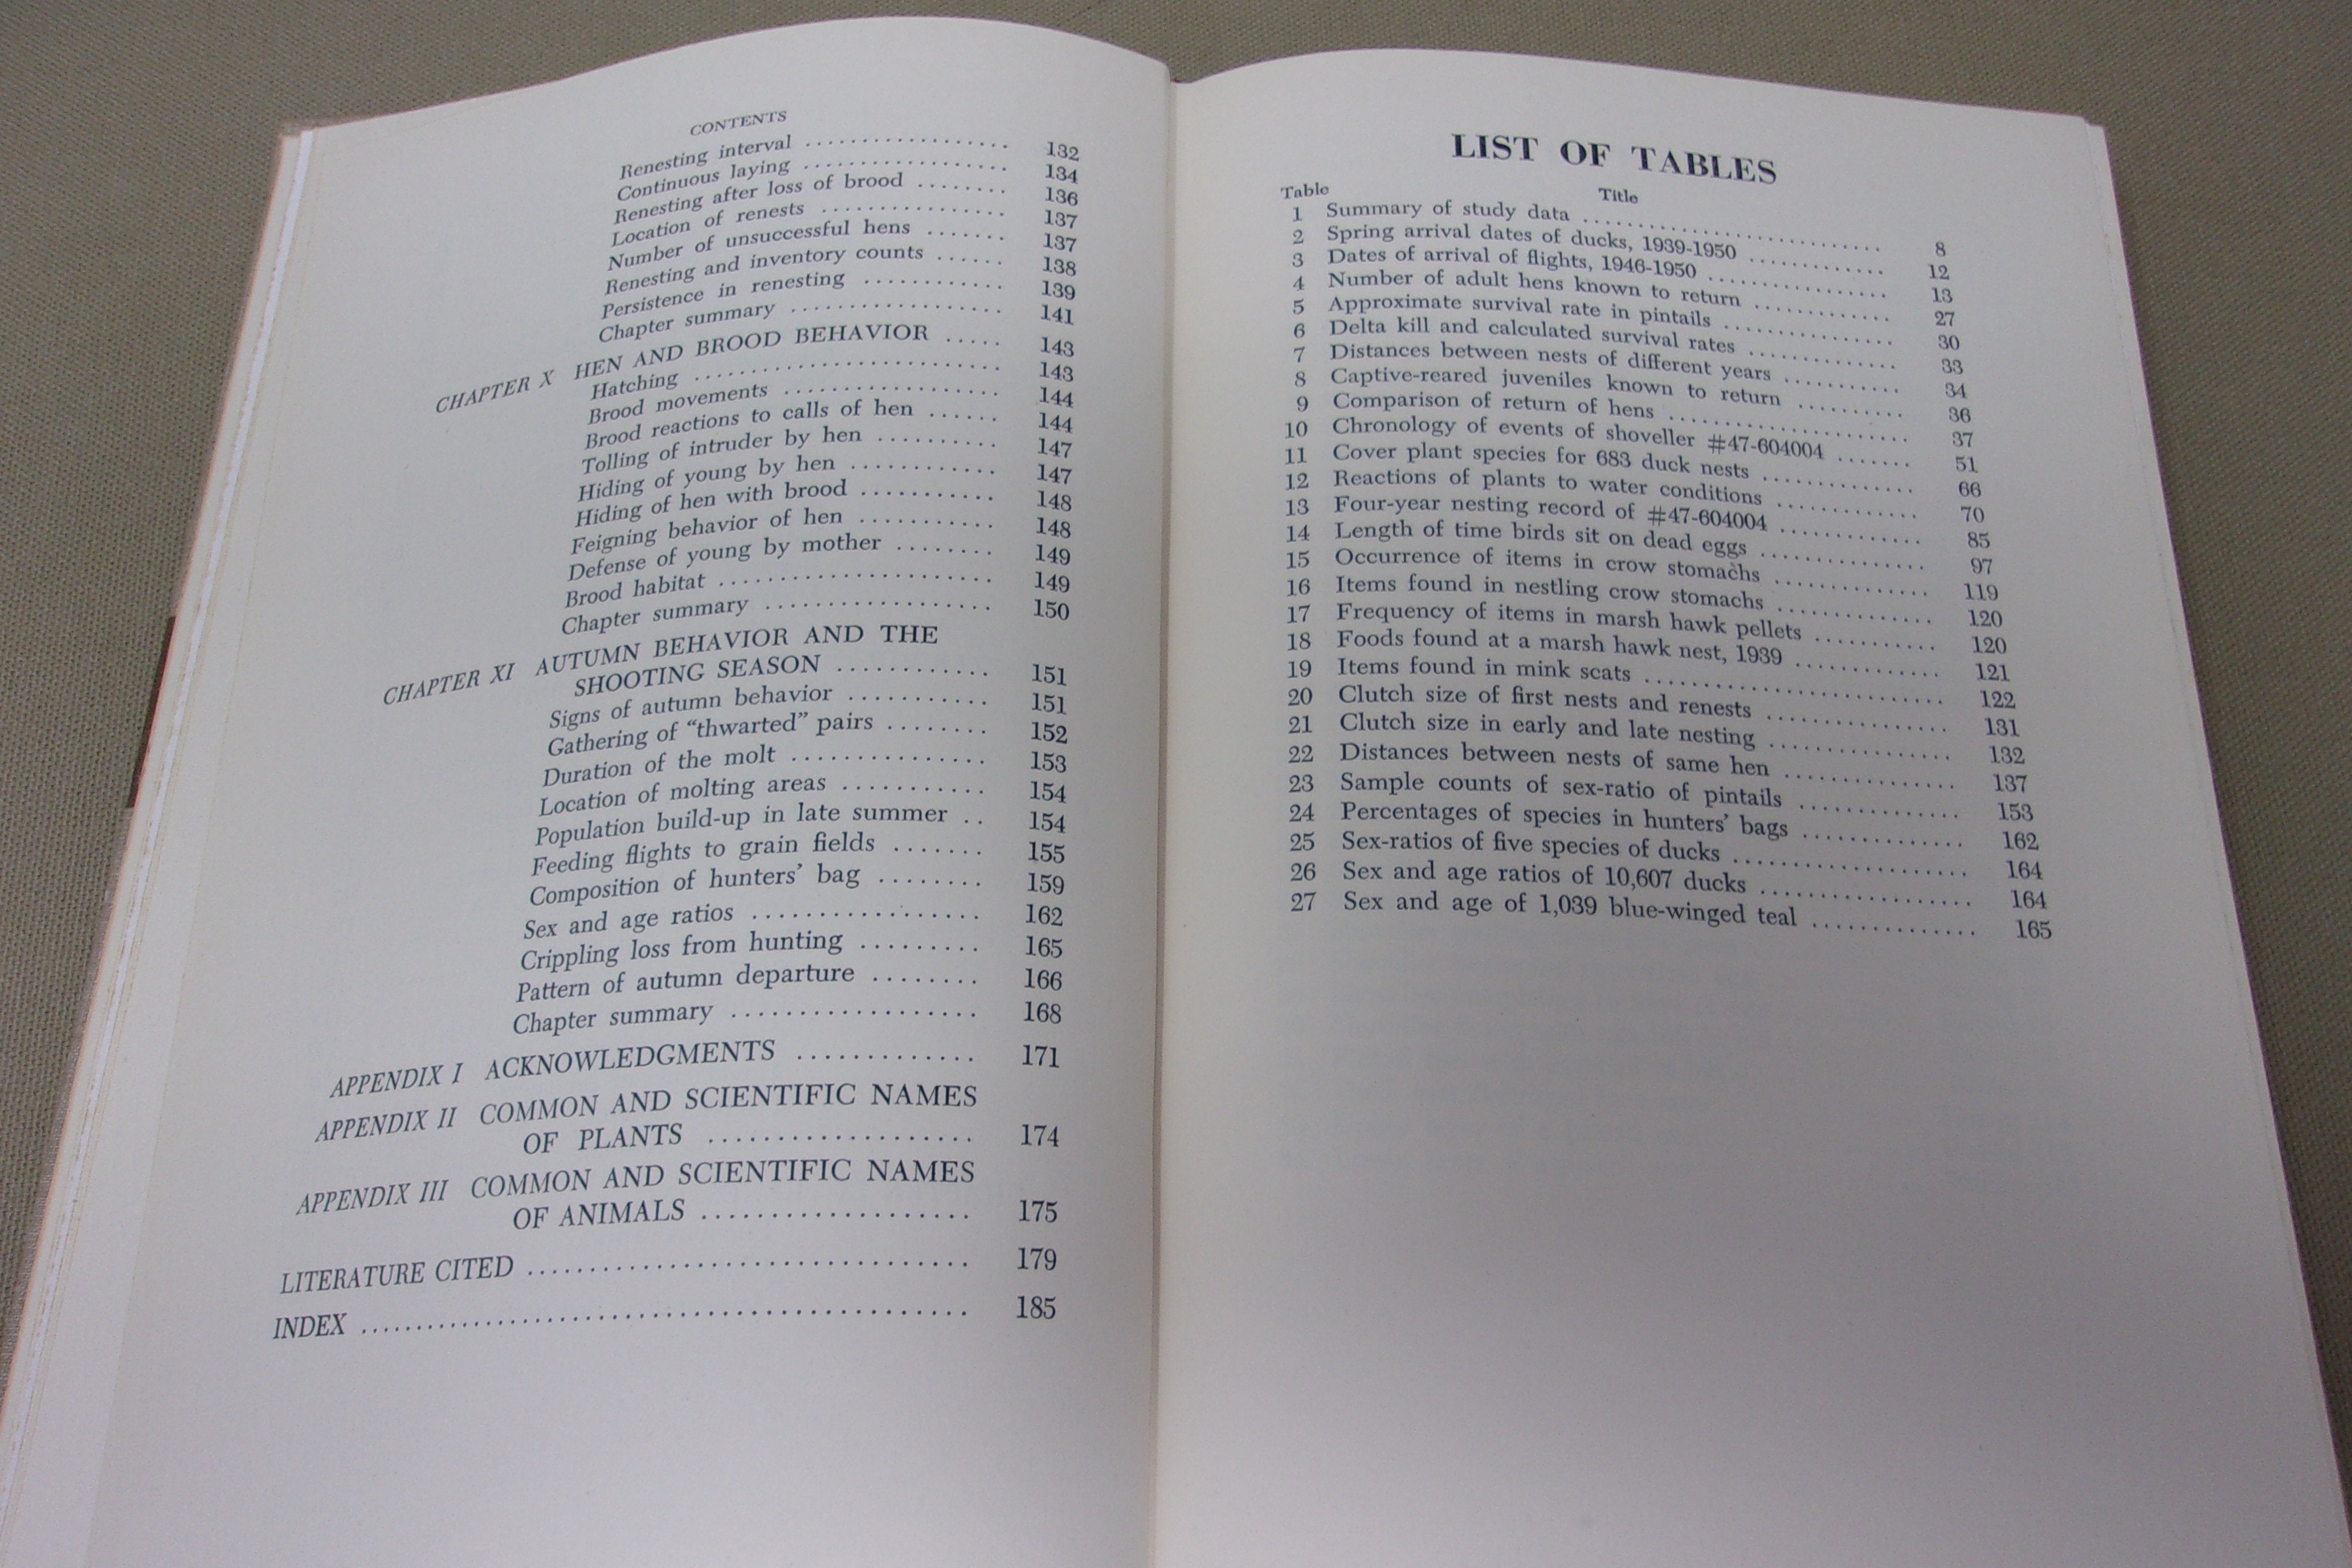 CONTENTS
Renesting interval .................. 132
Continuous laying .................. 134
Renesting after loss of brood ........ 136
Location of renests ................ 137
Number of unsuccessful hens ....... 137
Renesting and inventory counts ...... 138
Persistence in renesting ............ 139
Chapter summary .................. 141
CHAPTER X HEN AND BROOD BEHAVIOR ..... 143
Hatching .......................... 143
Brood movements .................. 144
Brood reactions to calls of hen ...... 144
Tolling of intruder by hen .......... 147
Hiding of young by hen ............ 147
Hiding of hen with brood ........... 148
Feigning behavior of hen ........... 148
Defense of young by mother ........ 149
Brood habitat ....................... 149
Chapter summary .................. 150
CHAPTER XI AUTUMN BEHAVIOR AND THE
SHOOTING SEASON ............ 151
Signs of autumn behavior ........... 151
Gathering of “thwarted” pairs ........ 152
Duration of the molt ............... 153
Location of molting areas ........... 154
Population build-up in late summer .. 154
Feeding flights to grain fields ....... 155
Composition of hunters’ bag ........ 159
Sex and age ratios .................. 162
Crippling loss from hunting ......... 165
Pattern of autumn departure ........ 166
Chapter summary .................. 168
APPENDIX I ACKNOWLEDGMENTS ............. 171
APPENDIX II COMMON AND SCIENTIFIC NAMES
OF PLANTS ................... 174
APPENDIX III COMMON AND SCIENTIFIC NAMES
OF ANIMALS ................... 175
LITERATURE CITED ................................. 179
INDEX ............................................. 185
LIST OF TABLES
Table Title
1 Summary of study data ......................... 8
2 Spring arrival dates of ducks, 1939-1950 ............. 12
3 Dates of arrival of flights, 1946-1950 ................. 13
4 Number of adult hens known to return ............. 27
5 Approximate survival rate in pintails ................ 30
6 Delta kill and calculated survival rates .............. 33
7 Distances between nests of different years ........... 34
8 Captive-reared juveniles known to return .......... 36
9 Comparison of return of hens ....................... 37
10 Chronology of events of shoveller #47-604004 ....... 51
11 Cover plant species for 683 duck nests .............. 66
12 Reactions of plants to water conditions ............. 70
13 Four-year nesting record of #47-604004 ............. 85
14 Length of time birds sit on dead eggs ............... 97
15 Occurrence of items in crow stomachs .............. 119
16 Items found in nestling crow stomachs .............. 120
17 Frequency of items in marsh hawk pellets ........... 120
18 Foods found at a marsh hawk nest, 1939 ............. 121
19 Items found in mink scats ......................... 122
20 Clutch size of first nests and renests ................ 131
21 Clutch size in early and late nesting ................ 132
22 Distances between nests of same hen ............... 137
23 Sample counts of sex-ratio of pintails .............. 153
24 Percentages of species in hunters’ bags .............. 162
25 Sex-ratios of five species of ducks .................... 164
26 Sex and age ratios of 10,607 ducks .................. 164
27 Sex and age of 1,039 blue-winged teal .............. 165